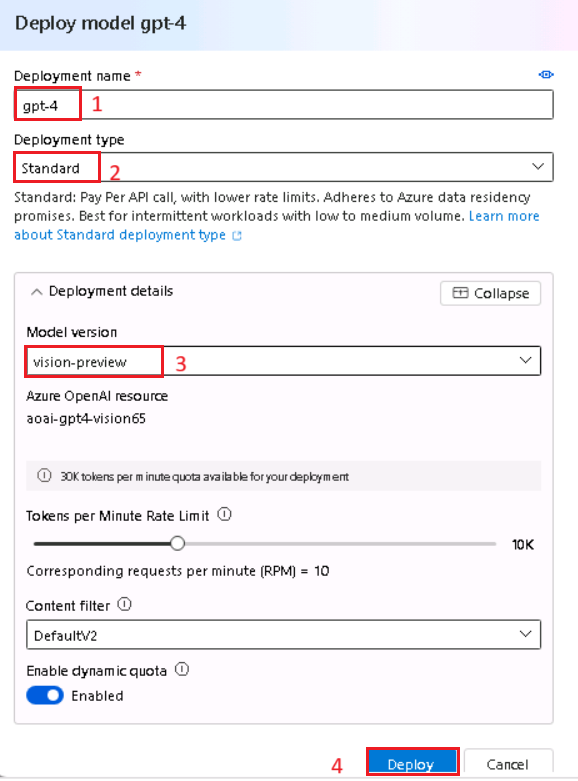 Deploy model gpt-4
Deployment name *
gpt-4 1
Deployment type
Standard 2
Standard: Pay Per API call, with lower rate limits. Adheres to Azure data residency
promises. Best for intermittent workloads with low to medium volume. Learn more
about Standard deployment type
Deployment details
Collapse
Model version
vision-preview 3
Azure OpenAI resource
aoai-gpt4-vision65
30K tokens per minute quota available for your deployment
Tokens per Minute Rate Limit
10K
Corresponding requests per minute (RPM) = 10
Content filter
DefaultV2
Enable dynamic quota
Enabled
4 Deploy Cancel